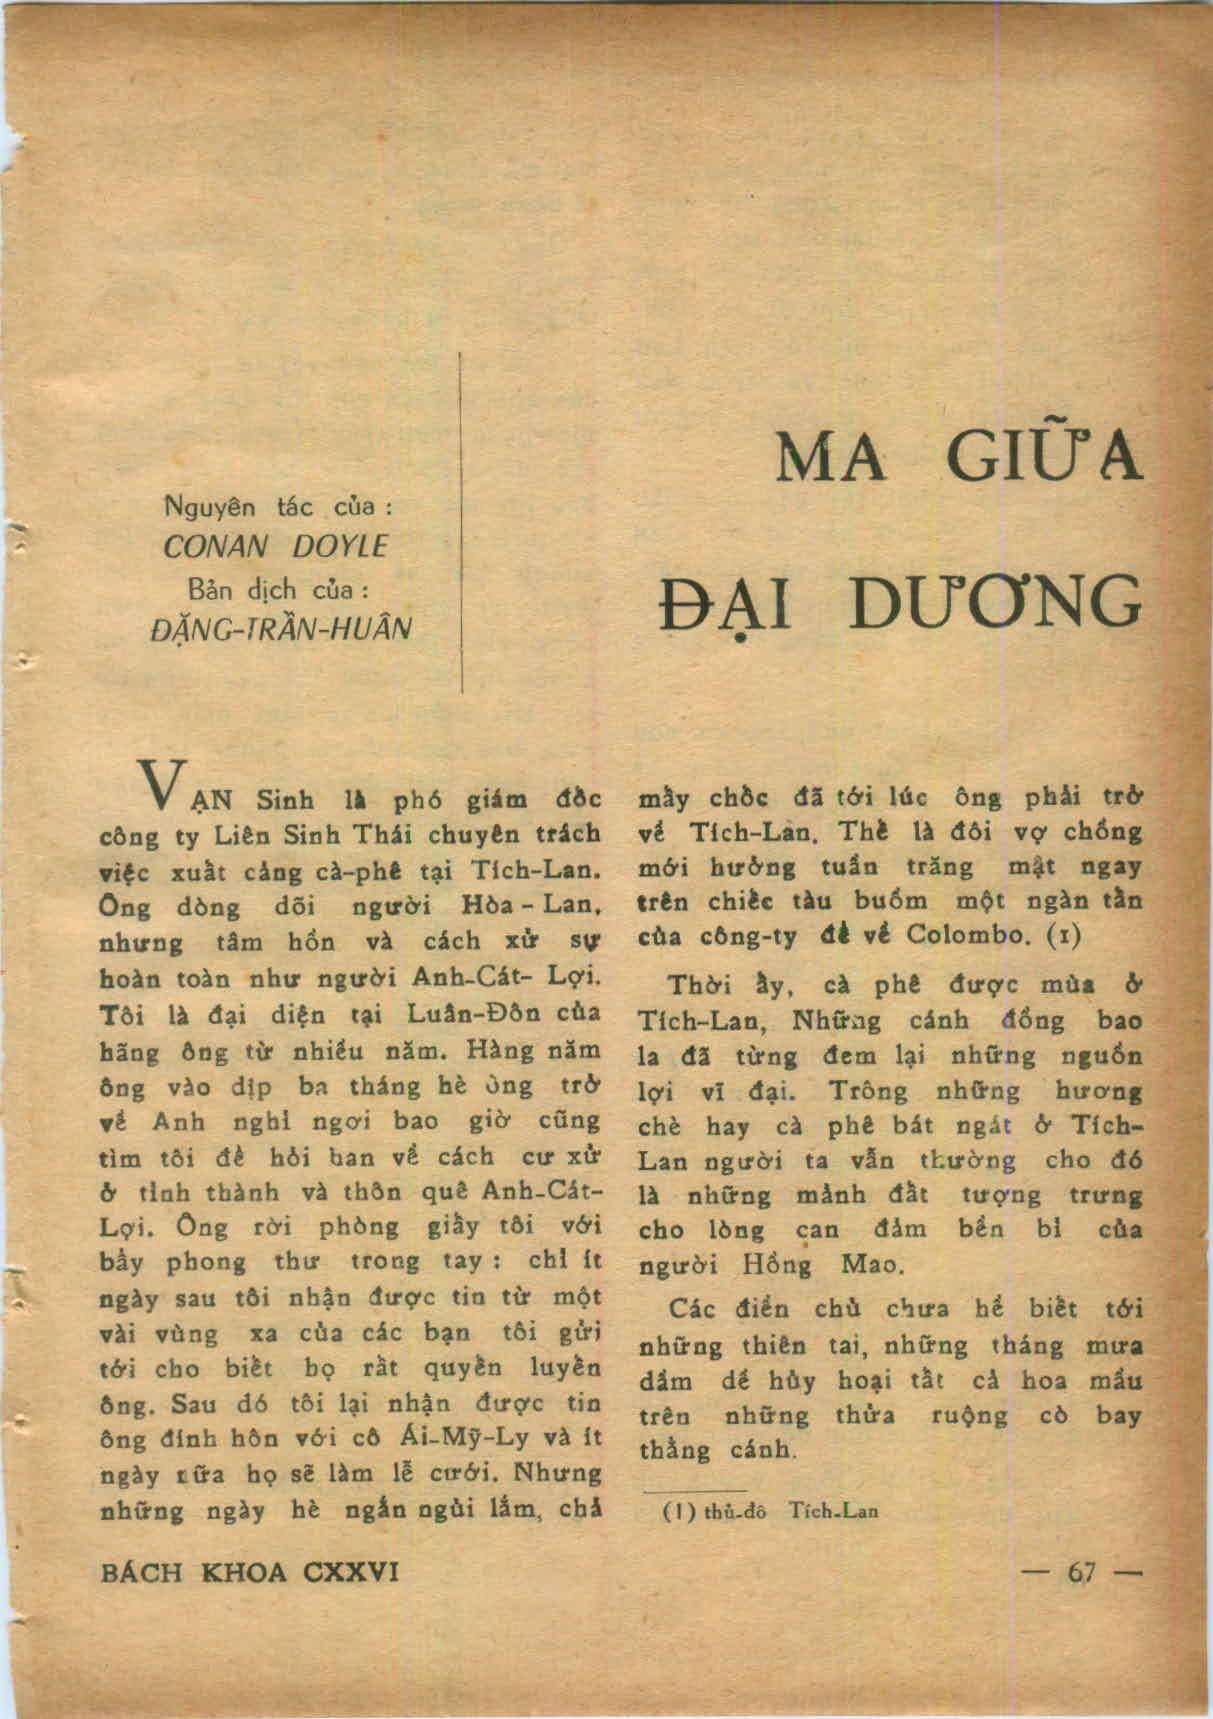 MA GIỮA
ĐẠI DƯƠNG
Nguyên tác của :
CONAN DOYLE
Bản dịch của :
ĐẶNG-TRẦN-HUÂN
VẠN Sinh là phó giám đốc
công ty Liên Sinh Thái chuyên trách
việc xuất cảng cà-phê tại Tích-Lan.
Ông dòng dõi người Hòa - Lan,
nhưng tâm hồn và cách xử sự
hoàn toàn như người Anh-Cát- Lợi.
Tôi là đại diện tại Luân-Đôn của
hãng ông từ nhiều năm. Hàng năm
ông vào dịp ba tháng hè ông trở
về Anh nghỉ ngơi bao giờ cũng
tìm tôi để hỏi han về cách cư xử
ở tỉnh thành và thôn quê Anh-Cát-
Lợi. Ông rời phòng giấy tôi với
bẩy phong thư trong tay : chỉ ít
ngày sau tôi nhận được tin từ một
vài vùng xa của các bạn tôi gửi
tới cho biết họ rất quyến luyến
ông. Sau đó tôi lại nhận được tin
ông đính hôn với cô Ái-Mỹ-Ly và ít
ngày nữa họ sẽ làm lễ cưới. Nhưng
những ngày hè ngắn ngủi lắm, chả
mấy chốc đã tới lúc ông phải trở
về Tích-Lan. Thế là đôi vợ chồng
mới hưởng tuần trăng mật ngay
trên chiếc tàu buồm một ngàn tấn
của công-ty để về Colombo. (1)
Thời ấy, cà phê được mùa ở
Tích-Lan, Những cánh đồng bao
la đã từng đem lại những nguồn
lợi vĩ đại. Trông những hương
chè hay cà phê bát ngát ở Tích-
Lan người ta vẫn thường cho đó
là những mảnh đất tượng trưng
cho lòng can đảm bền bỉ của
người Hồng Mao.
Các điền chủ chưa hề biết tới
những thiên tai, những tháng mưa
dầm dề hủy hoại tất cả hoa mầu
trên những thửa ruộng cò bay
thẳng cánh.
(1) thủ-đô Tích-Lan
BÁCH KHOA CXXVI
— 67 —